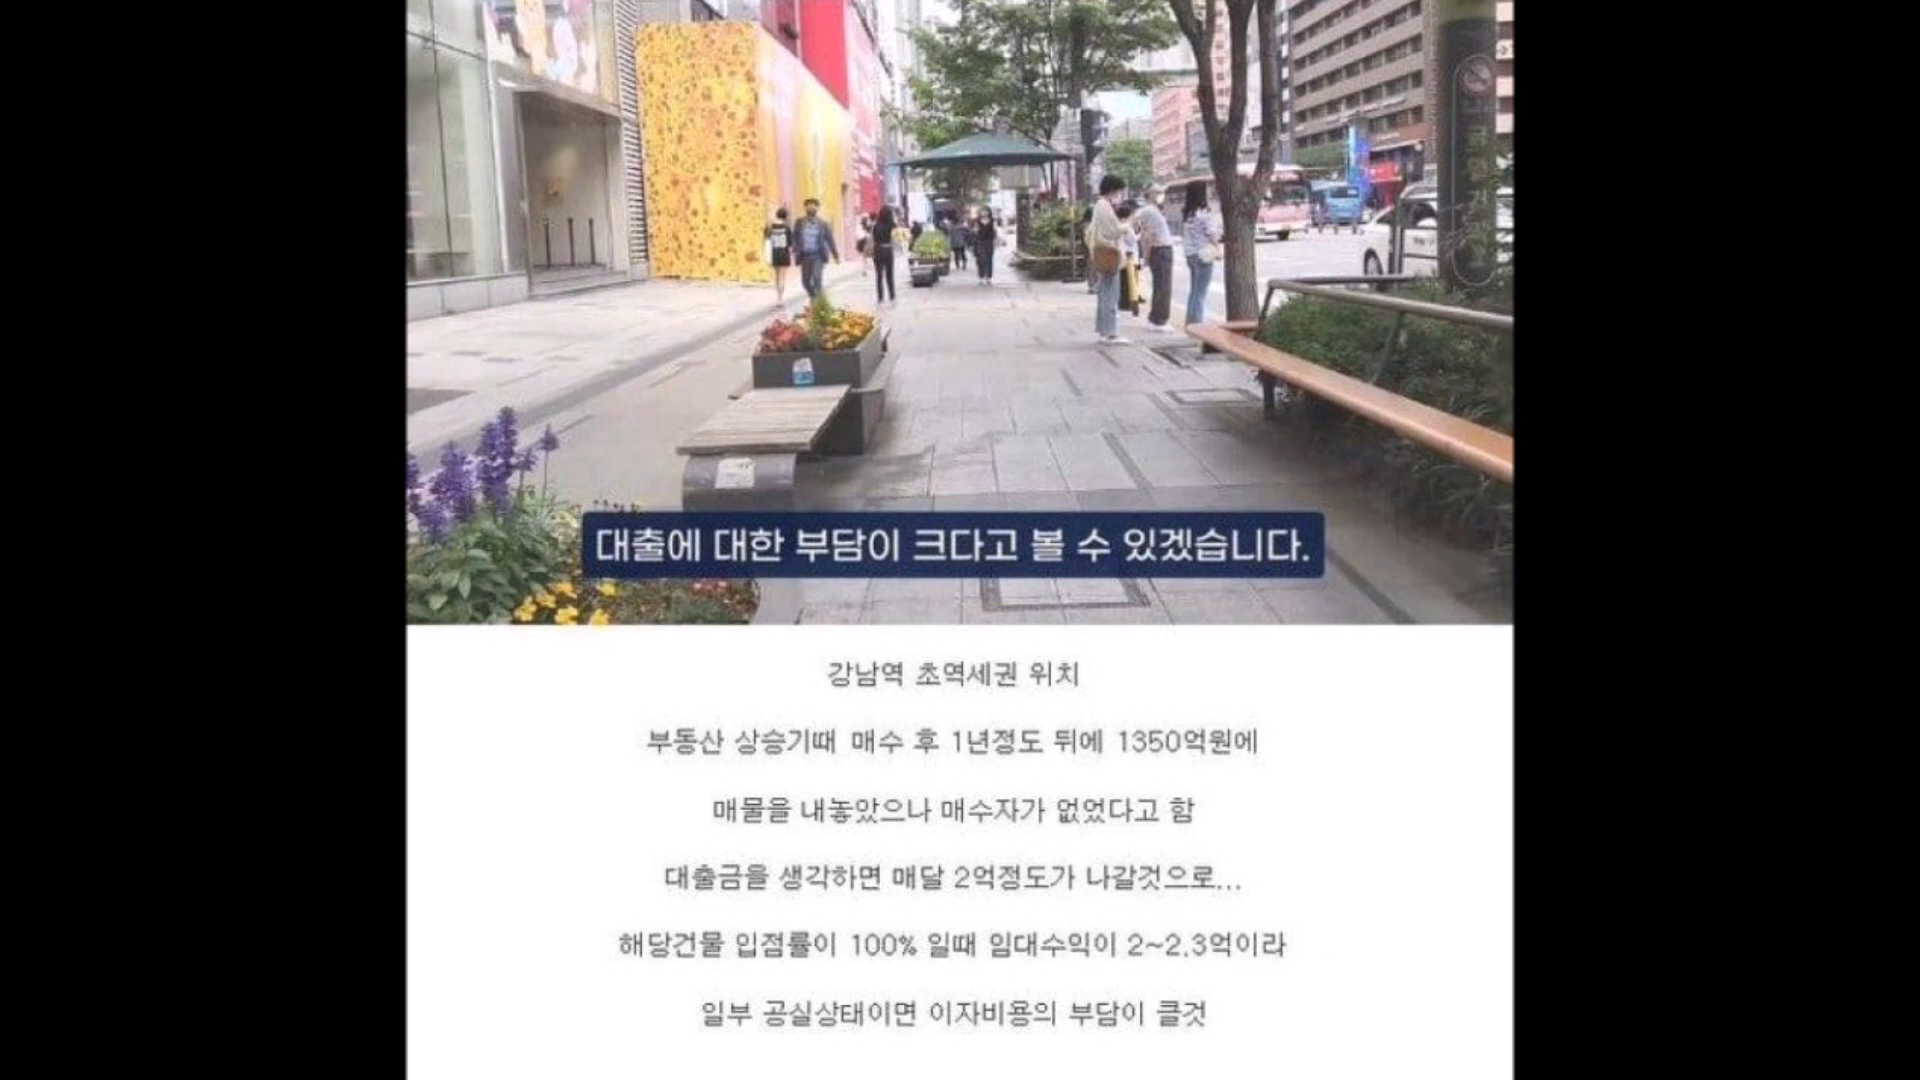 대출에 대한 부담이 크다고 볼 수 있겠습니다.
강남역 초역세권 위치
부동산 상승기때 매수 후 1년정도 뒤에 1350억원에
매물을 내놓았으나 매수자가 없었다고 함
대출금을 생각하면 매달 2억정도가 나갈것으로...
해당건물 입점률이 100% 일때 임대수익이 2~2.3억이라
일부 공실상태이면 이자비용의 부담이 클것